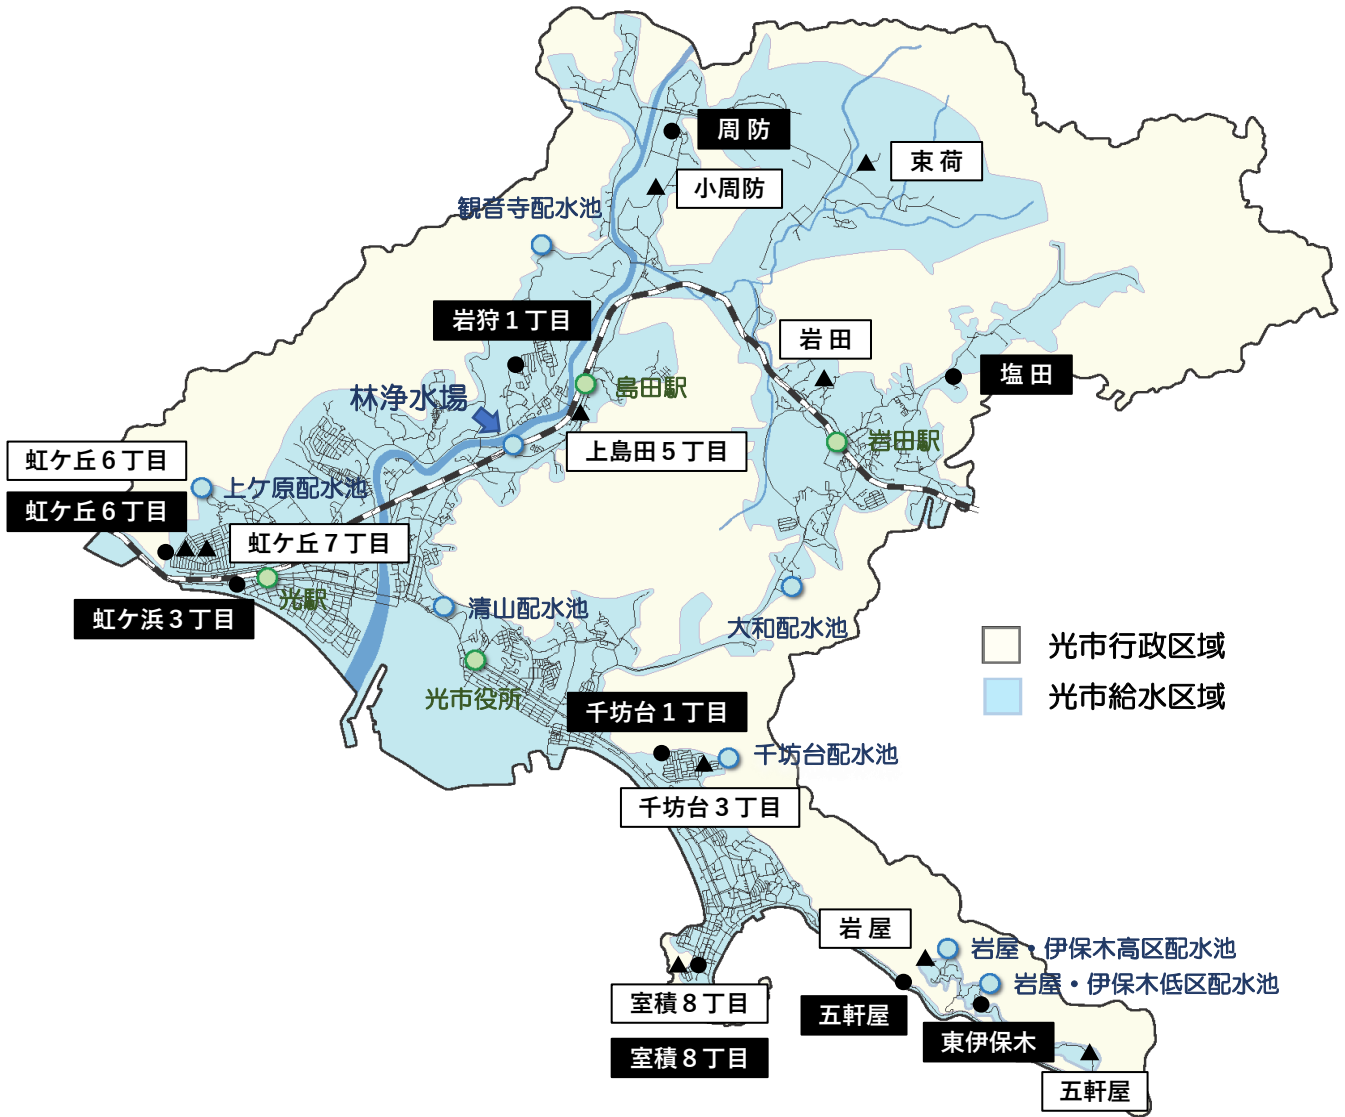 周防
束荷
小周防
観音寺配水池
岩狩１丁目
岩田
塩田
林浄水場
島田駅
岩田駅
上島田５丁目
虹ケ丘６丁目
上ケ原配水池
虹ケ丘６丁目
虹ケ丘７丁目
光駅
虹ケ浜３丁目
清山配水池
大和配水池
光市行政区域
光市給水区域
光市役所
千坊台１丁目
千坊台配水池
千坊台３丁目
岩屋
岩屋・伊保木高区配水池
岩屋・伊保木低区配水池
室積８丁目
五軒屋
東伊保木
室積８丁目
五軒屋